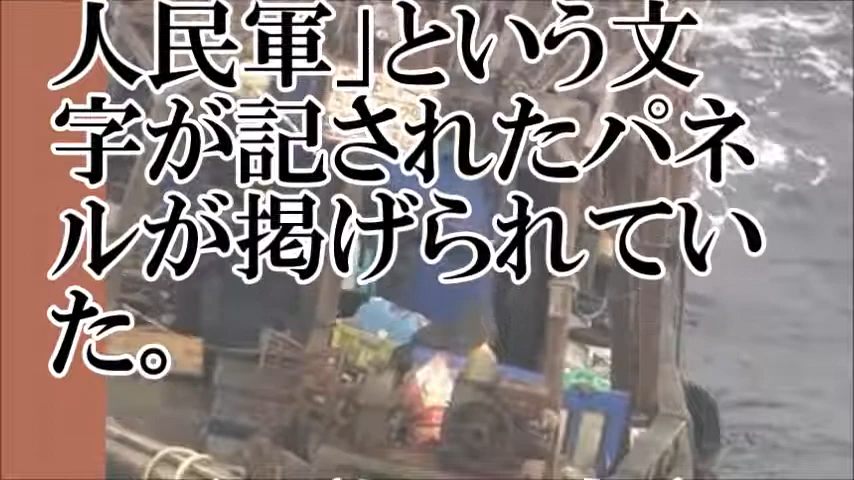 人民軍」という文
字が記されたパネ
ルが掲げられてい
た。